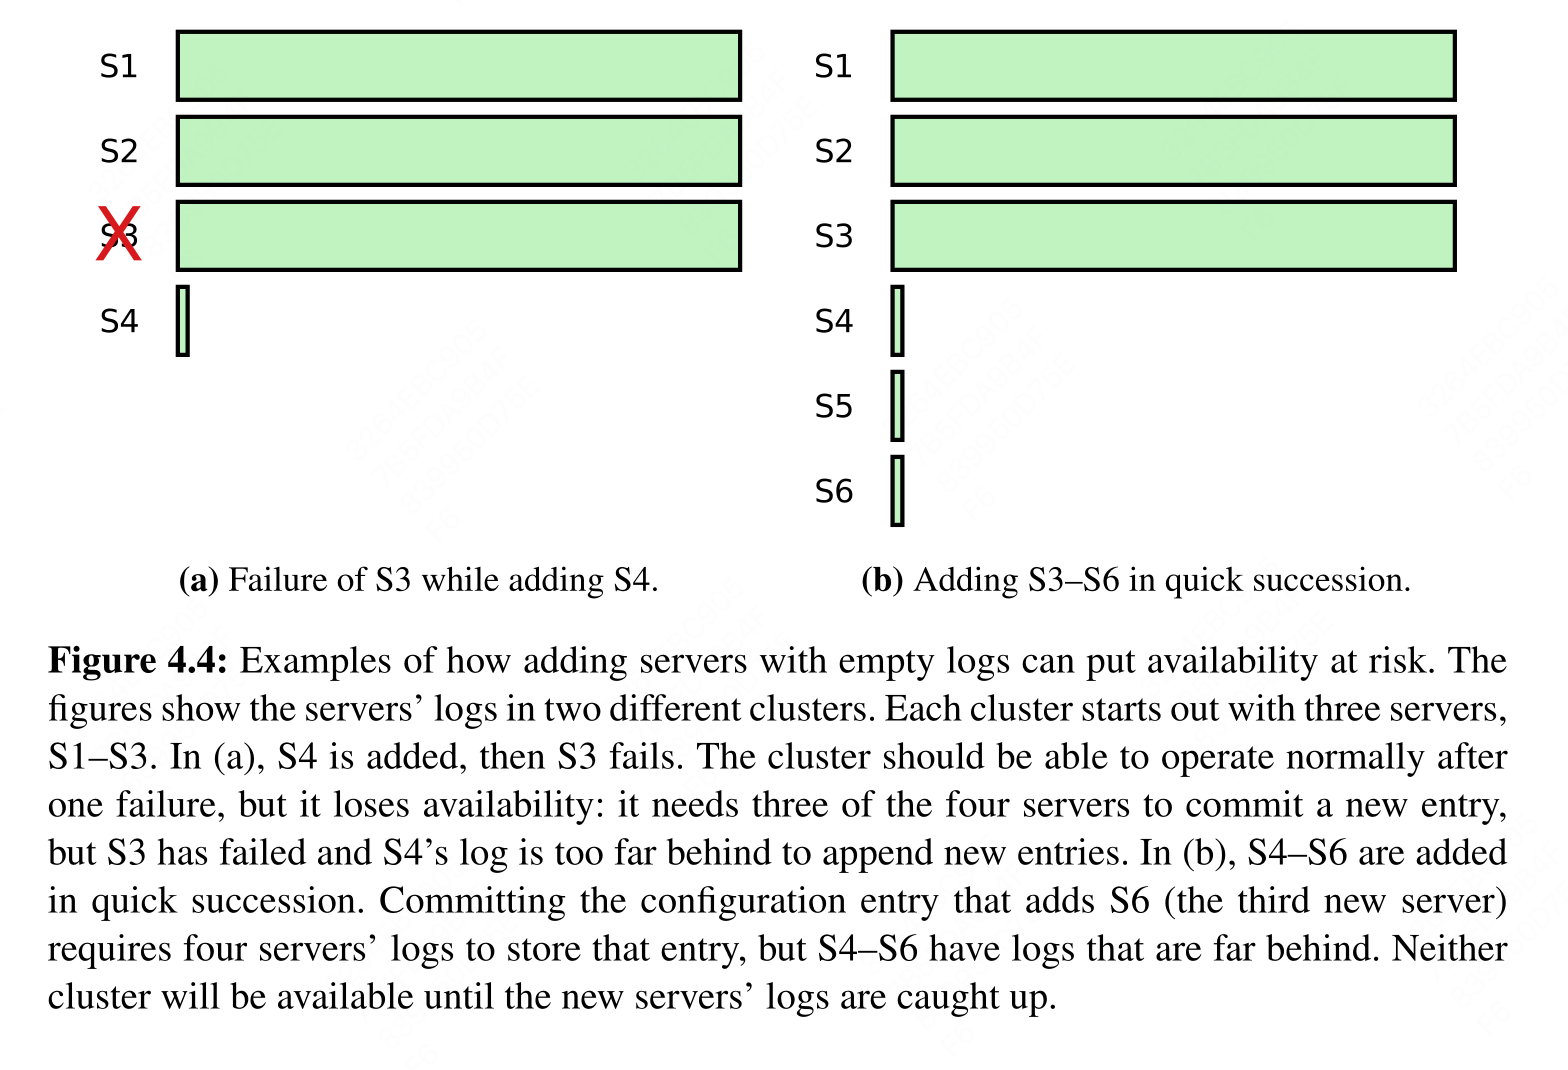 S1
S2
S3
S4
S1
S2
S3
S4
S5
S6
(a) Failure of S3 while adding S4.
(b) Adding S3–S6 in quick succession.
Figure 4.4: Examples of how adding servers with empty logs can put availability at risk. The
figures show the servers’ logs in two different clusters. Each cluster starts out with three servers,
S1–S3. In (a), S4 is added, then S3 fails. The cluster should be able to operate normally after
one failure, but it loses availability: it needs three of the four servers to commit a new entry,
but S3 has failed and S4’s log is too far behind to append new entries. In (b), S4–S6 are added
in quick succession. Committing the configuration entry that adds S6 (the third new server)
requires four servers’ logs to store that entry, but S4–S6 have logs that are far behind. Neither
cluster will be available until the new servers’ logs are caught up.